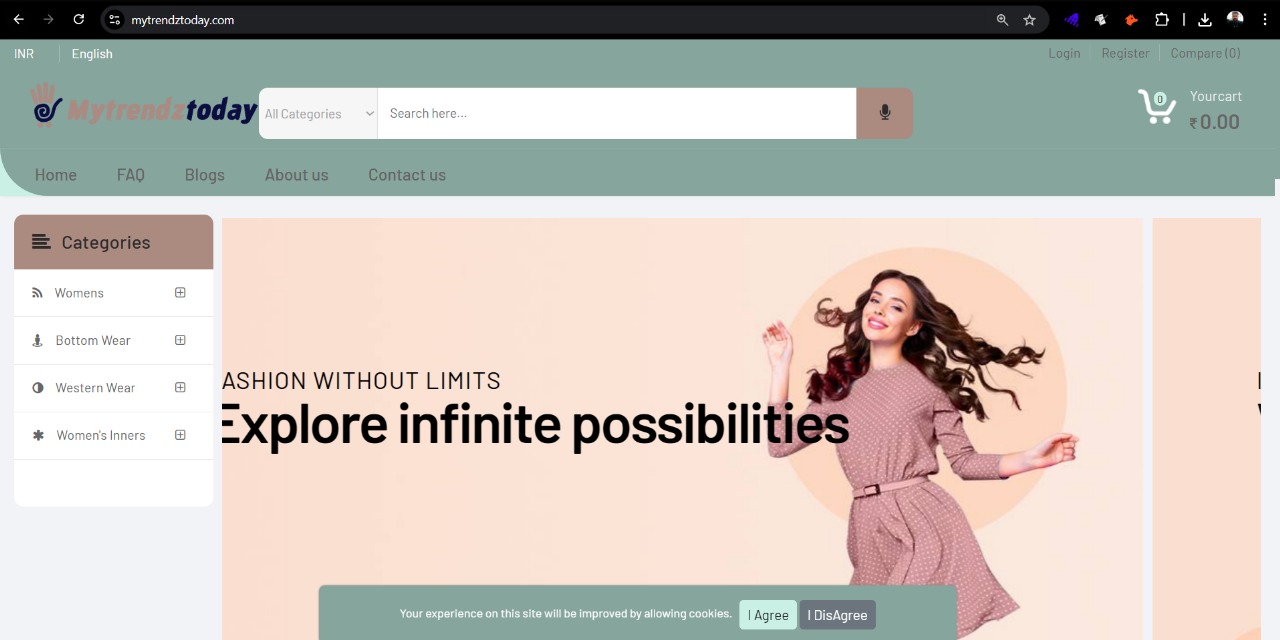 mytrendztoday.com
INR English Login Register Compare (0)
Mytrendztoday All Categories Search here... 0 Yourcart
₹0.00
Home FAQ Blogs About us Contact us
Categories
Womens
Bottom Wear
Western Wear
Women's Inners
ASHION WITHOUT LIMITS
Explore infinite possibilities
Your experience on this site will be improved by allowing cookies. I Agree I DisAgree